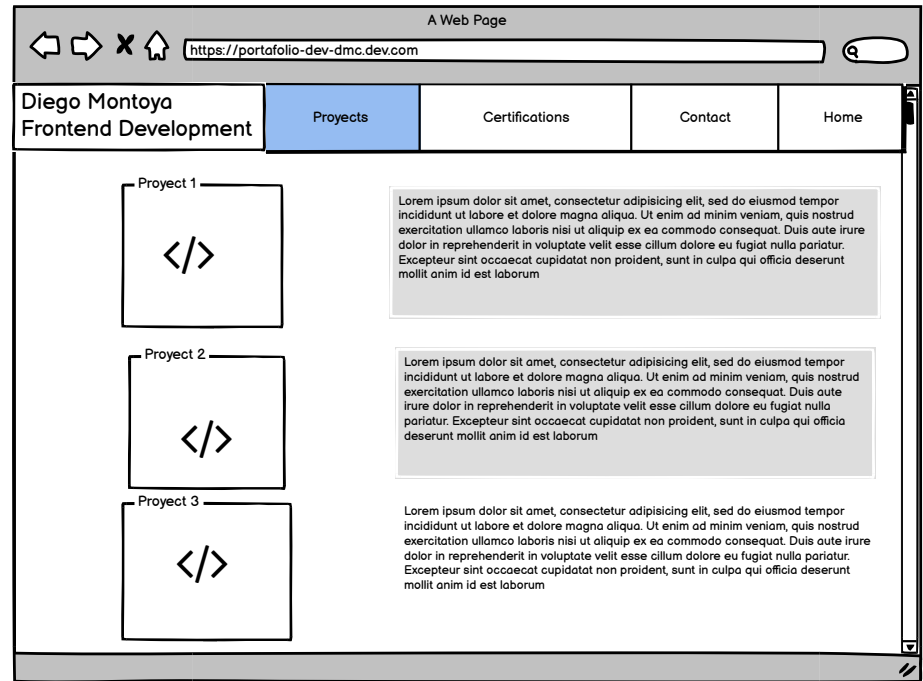 A Web Page
https://portafolio-dev-dmc.dev.com
Diego Montoya
Frontend Development
Proyects
Certifications
Contact
Home
Proyect 1
</>
Lorem ipsum dolor sit amet, consectetur adipisicing elit, sed do eiusmod tempor
incididunt ut labore et dolore magna aliqua. Ut enim ad minim veniam, quis nostrud
exercitation ullamco laboris nisi ut aliquip ex ea commodo consequat. Duis aute irure
dolor in reprehenderit in voluptate velit esse cillum dolore eu fugiat nulla pariatur.
Excepteur sint occaecat cupidatat non proident, sunt in culpa qui officia deserunt
mollit anim id est laborum
Proyect 2
</>
Lorem ipsum dolor sit amet, consectetur adipisicing elit, sed do eiusmod tempor
incididunt ut labore et dolore magna aliqua. Ut enim ad minim veniam, quis nostrud
exercitation ullamco laboris nisi ut aliquip ex ea commodo consequat. Duis aute
irure dolor in reprehenderit in voluptate velit esse cillum dolore eu fugiat nulla
pariatur. Excepteur sint occaecat cupidatat non proident, sunt in culpa qui officia
deserunt mollit anim id est laborum
Proyect 3
</>
Lorem ipsum dolor sit amet, consectetur adipisicing elit, sed do eiusmod tempor
incididunt ut labore et dolore magna aliqua. Ut enim ad minim veniam, quis nostrud
exercitation ullamco laboris nisi ut aliquip ex ea commodo consequat. Duis aute irure
dolor in reprehenderit in voluptate velit esse cillum dolore eu fugiat nulla pariatur.
Excepteur sint occaecat cupidatat non proident, sunt in culpa qui officia deserunt
mollit anim id est laborum